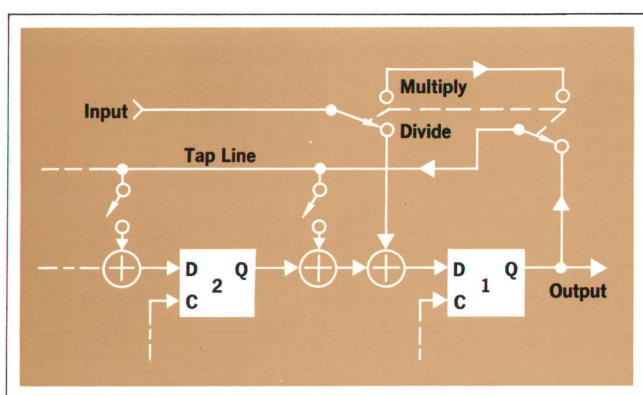 Multiply
Input
Divide
Tap Line
D Q
2
C
D Q
1
C
Output